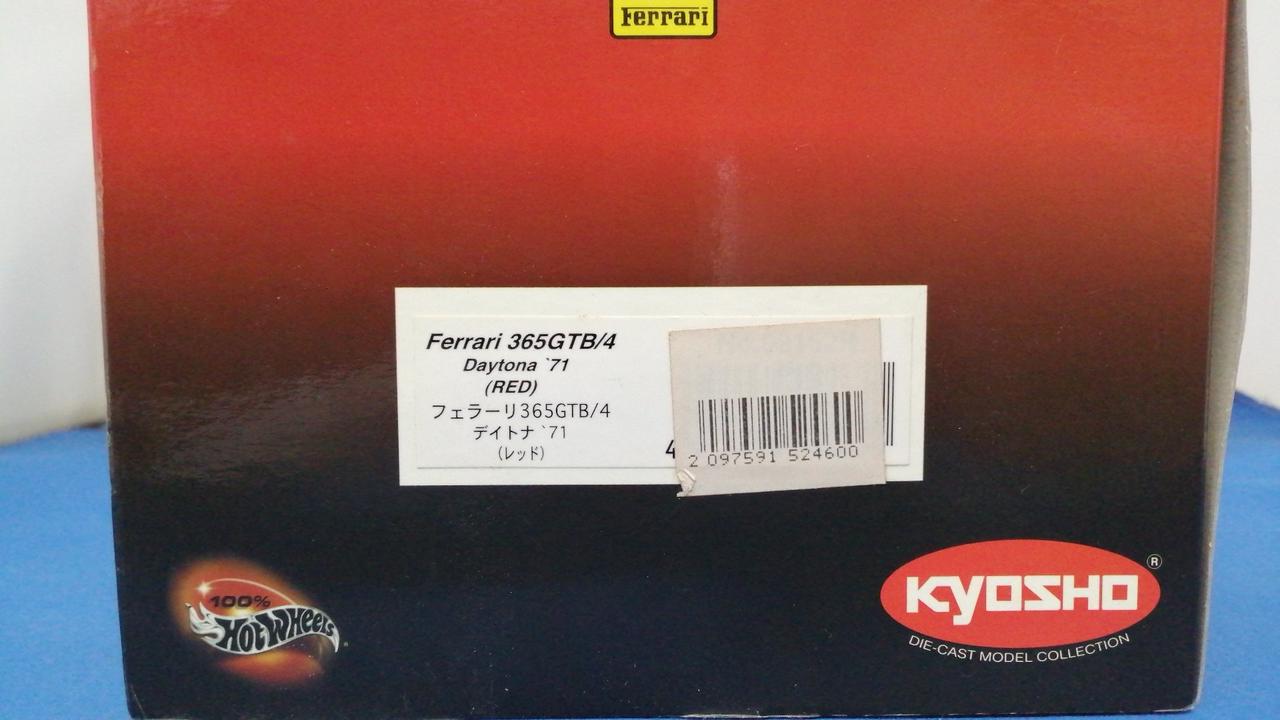 Ferrari
Ferrari 365GTB/4
Daytona `71
(RED)
フェラーリ365GTB/4
デイトナ `71
(レッド)
4
2 097591 524600
100%
HOT WHEELS
KYOSHO ®
DIE-CAST MODEL COLLECTION